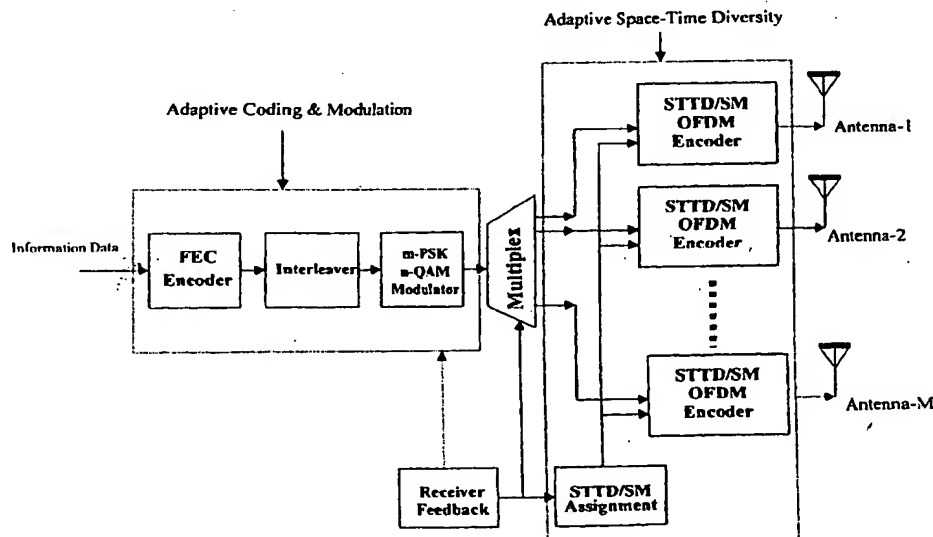 Adaptive Space-Time Diversity
Adaptive Coding & Modulation
STTD/SM
OFDM
Encoder
Antenna-1
STTD/SM
OFDM
Encoder
Antenna-2
Information Data
FEC
Encoder
Interleaver
m-PSK
n-QAM
Modulator
Multiplex
STTD/SM
OFDM
Encoder
Antenna-M
Receiver
Feedback
STTD/SM
Assignment